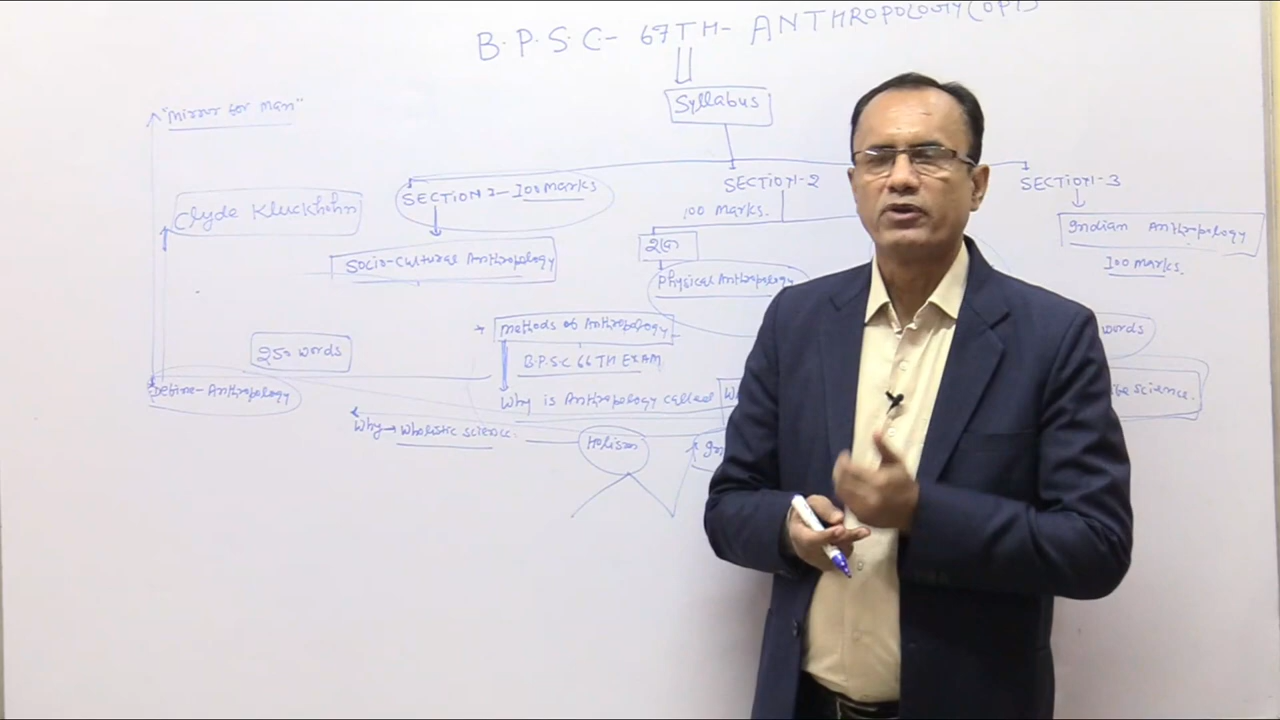 B.P.S.C- 67TH- ANTHROPOLOGY(OPT)
Syllabus
"Mirror for Man"
Clyde Kluckhohn
SECTION 1- 100 Marks
SECTION-2
SECTION-3
100 Marks.
Indian Anthropology
100 marks.
Socio-Cultural Anthropology
Physical Anthropology
methods of Anthropology
words
250 words
B.P.S.C 66TH EXAM
Define-Anthropology
Why is Anthropology called
science.
Why→ Wholistic science.
Holism